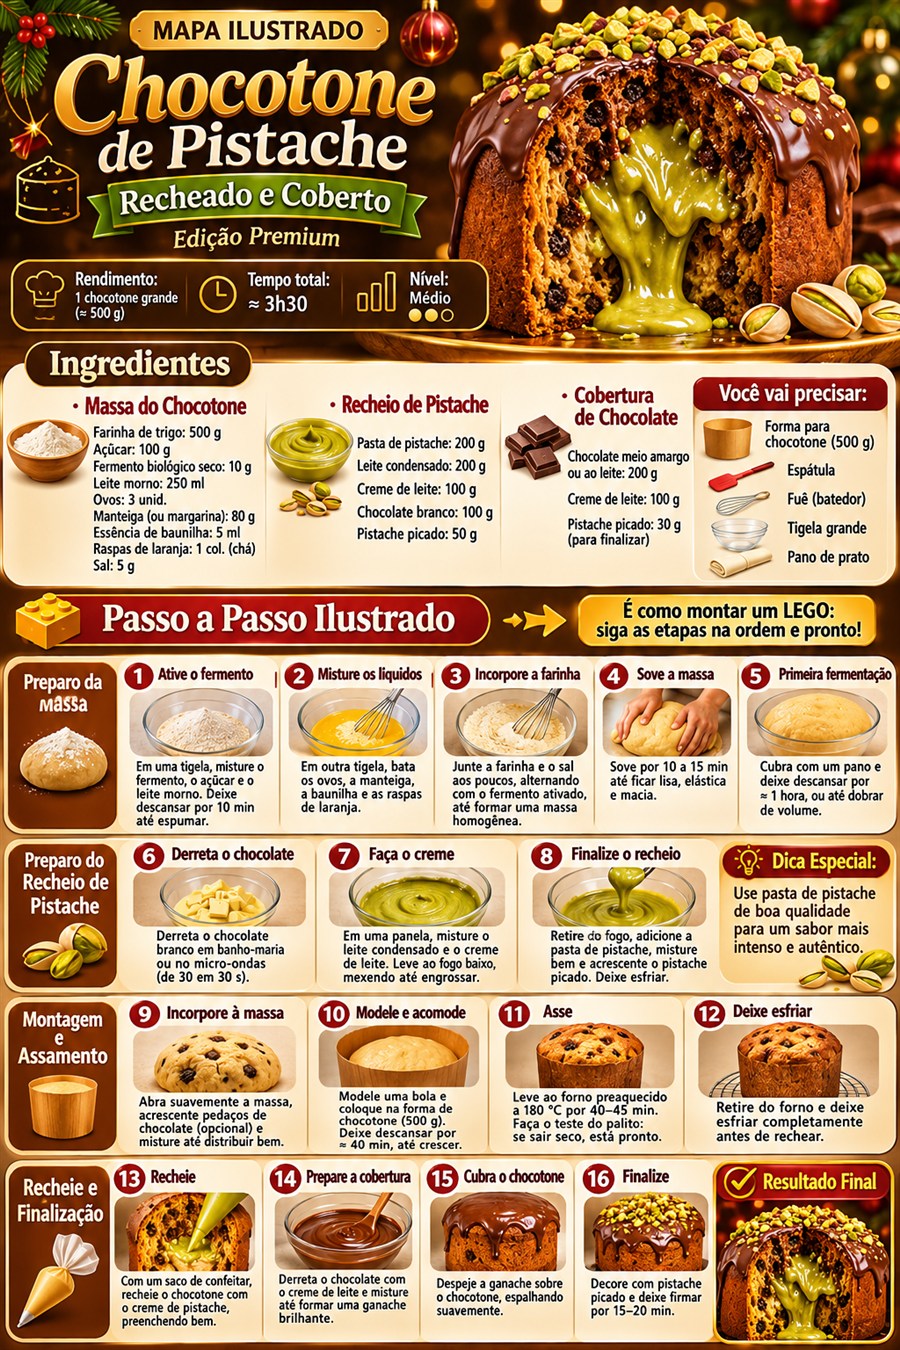 MAPA ILUSTRADO
Chocotone
de Pistache
Recheado e Coberto
Edição Premium
Rendimento:
1 chocotone grande
(≈ 500 g)
Tempo total:
≈ 3h30
Nível:
Médio
Ingredientes
• Massa do Chocotone
Farinha de trigo: 500 g
Açúcar: 100 g
Fermento biológico seco: 10 g
Leite morno: 250 ml
Ovos: 3 unid.
Manteiga (ou margarina): 80 g
Essência de baunilha: 5 ml
Raspas de laranja: 1 col. (chá)
Sal: 5 g
• Recheio de Pistache
Pasta de pistache: 200 g
Leite condensado: 200 g
Creme de leite: 100 g
Chocolate branco: 100 g
Pistache picado: 50 g
• Cobertura
de Chocolate
Chocolate meio amargo
ou ao leite: 200 g
Creme de leite: 100 g
Pistache picado: 30 g
(para finalizar)
Você vai precisar:
Forma para
chocotone (500 g)
Espátula
Fuê (batedor)
Tigela grande
Pano de prato
Passo a Passo Ilustrado
É como montar um LEGO:
siga as etapas na ordem e pronto!
Preparo da
massa
1 Ative o fermento
Em uma tigela, misture o
fermento, o açúcar e o
leite morno. Deixe
descansar por 10 min
até espumar.
2 Misture os líquidos
Em outra tigela, bata
os ovos, a manteiga,
a baunilha e as raspas
de laranja.
3 Incorpore a farinha
Junte a farinha e o sal
aos poucos, alternando
com o fermento ativado,
até formar uma massa
homogênea.
4 Sove a massa
Sove por 10 a 15 min
até ficar lisa, elástica
e macia.
5 Primeira fermentação
Cubra com um pano e
deixe descansar por
≈ 1 hora, ou até dobrar
de volume.
Preparo do
Recheio de
Pistache
6 Derreta o chocolate
Derreta o chocolate
branco em banho-maria
ou no micro-ondas
(de 30 em 30 s).
7 Faça o creme
Em uma panela, misture o
leite condensado e o creme
de leite. Leve ao fogo baixo,
mexendo até engrossar.
8 Finalize o recheio
Retire do fogo, adicione a
pasta de pistache, misture
bem e acrescente o pistache
picado. Deixe esfriar.
Dica Especial:
Use pasta de pistache
de boa qualidade
para um sabor mais
intenso e autêntico.
Montagem
e
Assamento
9 Incorpore à massa
Abra suavemente a massa,
acrescente pedaços de
chocolate (opcional) e
misture até distribuir bem.
10 Modele e acomode
Modele uma bola e
coloque na forma de
chocotone (500 g).
Deixe descansar por
≈ 40 min, até crescer.
11 Asse
Leve ao forno preaquecido
a 180 °C por 40–45 min.
Faça o teste do palito:
se sair seco, está pronto.
12 Deixe esfriar
Retire do forno e deixe
esfriar completamente
antes de rechear.
Recheie e
Finalização
13 Recheie
Com um saco de confeitar,
recheie o chocotone com
o creme de pistache,
preenchendo bem.
14 Prepare a cobertura
Derreta o chocolate com
o creme de leite e misture
até formar uma ganache
brilhante.
15 Cubra o chocotone
Despeje a ganache sobre
o chocotone, espalhando
suavemente.
16 Finalize
Decore com pistache
picado e deixe firmar
por 15–20 min.
Resultado Final